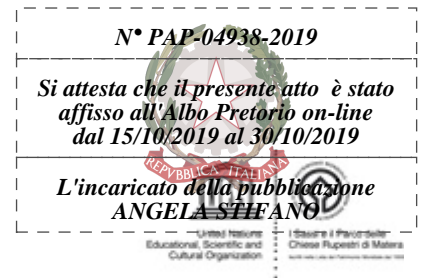 N° PAP-04938-2019
Si attesta che il presente atto è stato
affisso all'Albo Pretorio on-line
dal 15/10/2019 al 30/10/2019
L'incaricato della pubblicazione
ANGELA STIFANO
REPVBBLICA ITALIANA
United Nations
Educational, Scientific and
Cultural Organization
I Sassi e il Parco delle
Chiese Rupestri di Matera